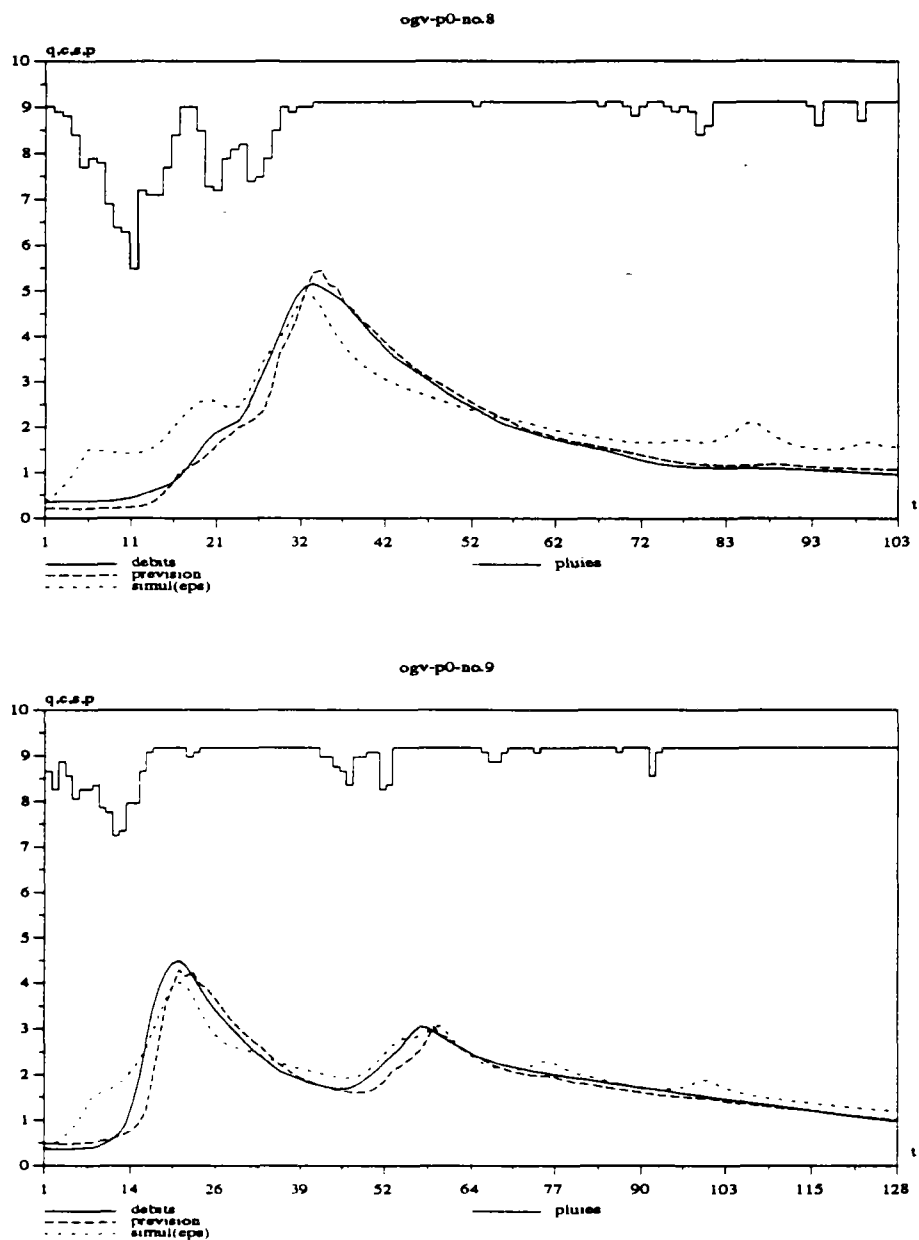 ogv-p0-no.8
q,c,s,p
10
9
8
7
6
5
4
3
2
1
0
t
1 11 21 32 42 52 62 72 83 93 103
debits pluies
prevision
simul(eps)
ogv-p0-no.9
q,c,s,p
10
9
8
7
6
5
4
3
2
1
0
t
1 14 26 39 52 64 77 90 103 115 128
debits pluies
prevision
simul(eps)